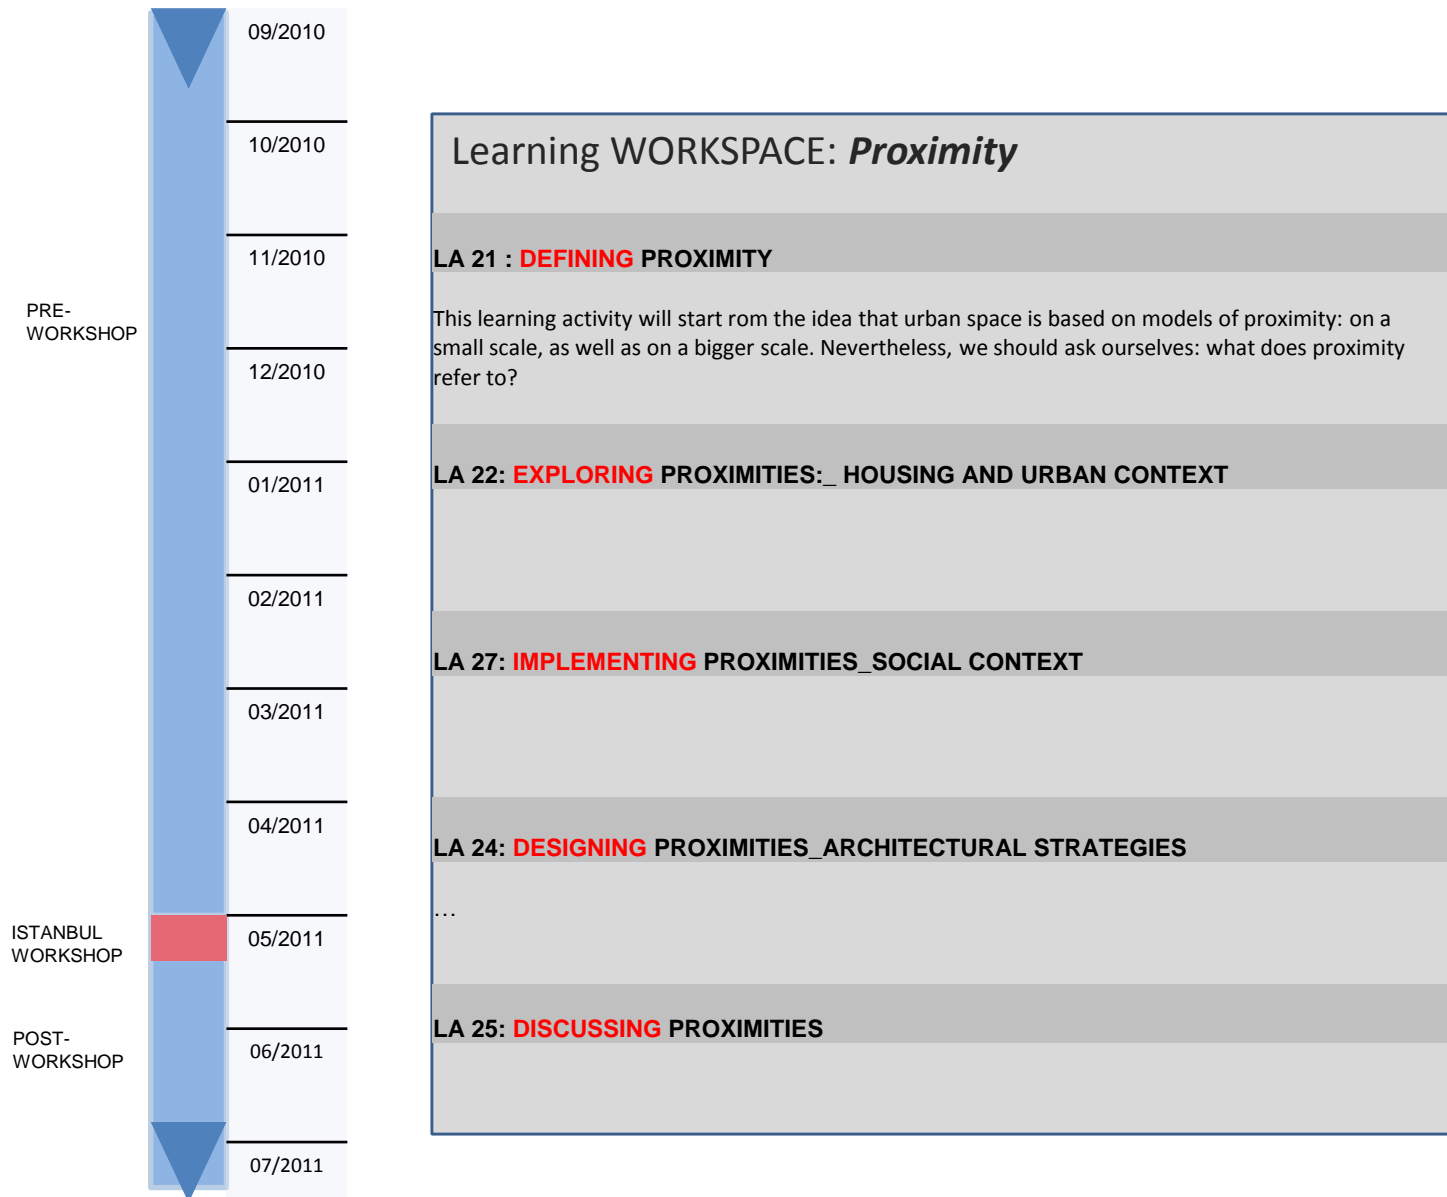 09/2010
10/2010
11/2010
12/2010
01/2011
02/2011
03/2011
04/2011
05/2011
06/2011
07/2011
PRE-
WORKSHOP
ISTANBUL
WORKSHOP
POST-
WORKSHOP
Learning WORKSPACE: Proximity
LA 21 : DEFINING PROXIMITY
This learning activity will start rom the idea that urban space is based on models of proximity: on a
small scale, as well as on a bigger scale. Nevertheless, we should ask ourselves: what does proximity
refer to?
LA 22: EXPLORING PROXIMITIES:_ HOUSING AND URBAN CONTEXT
LA 27: IMPLEMENTING PROXIMITIES_SOCIAL CONTEXT
LA 24: DESIGNING PROXIMITIES_ARCHITECTURAL STRATEGIES
…
LA 25: DISCUSSING PROXIMITIES